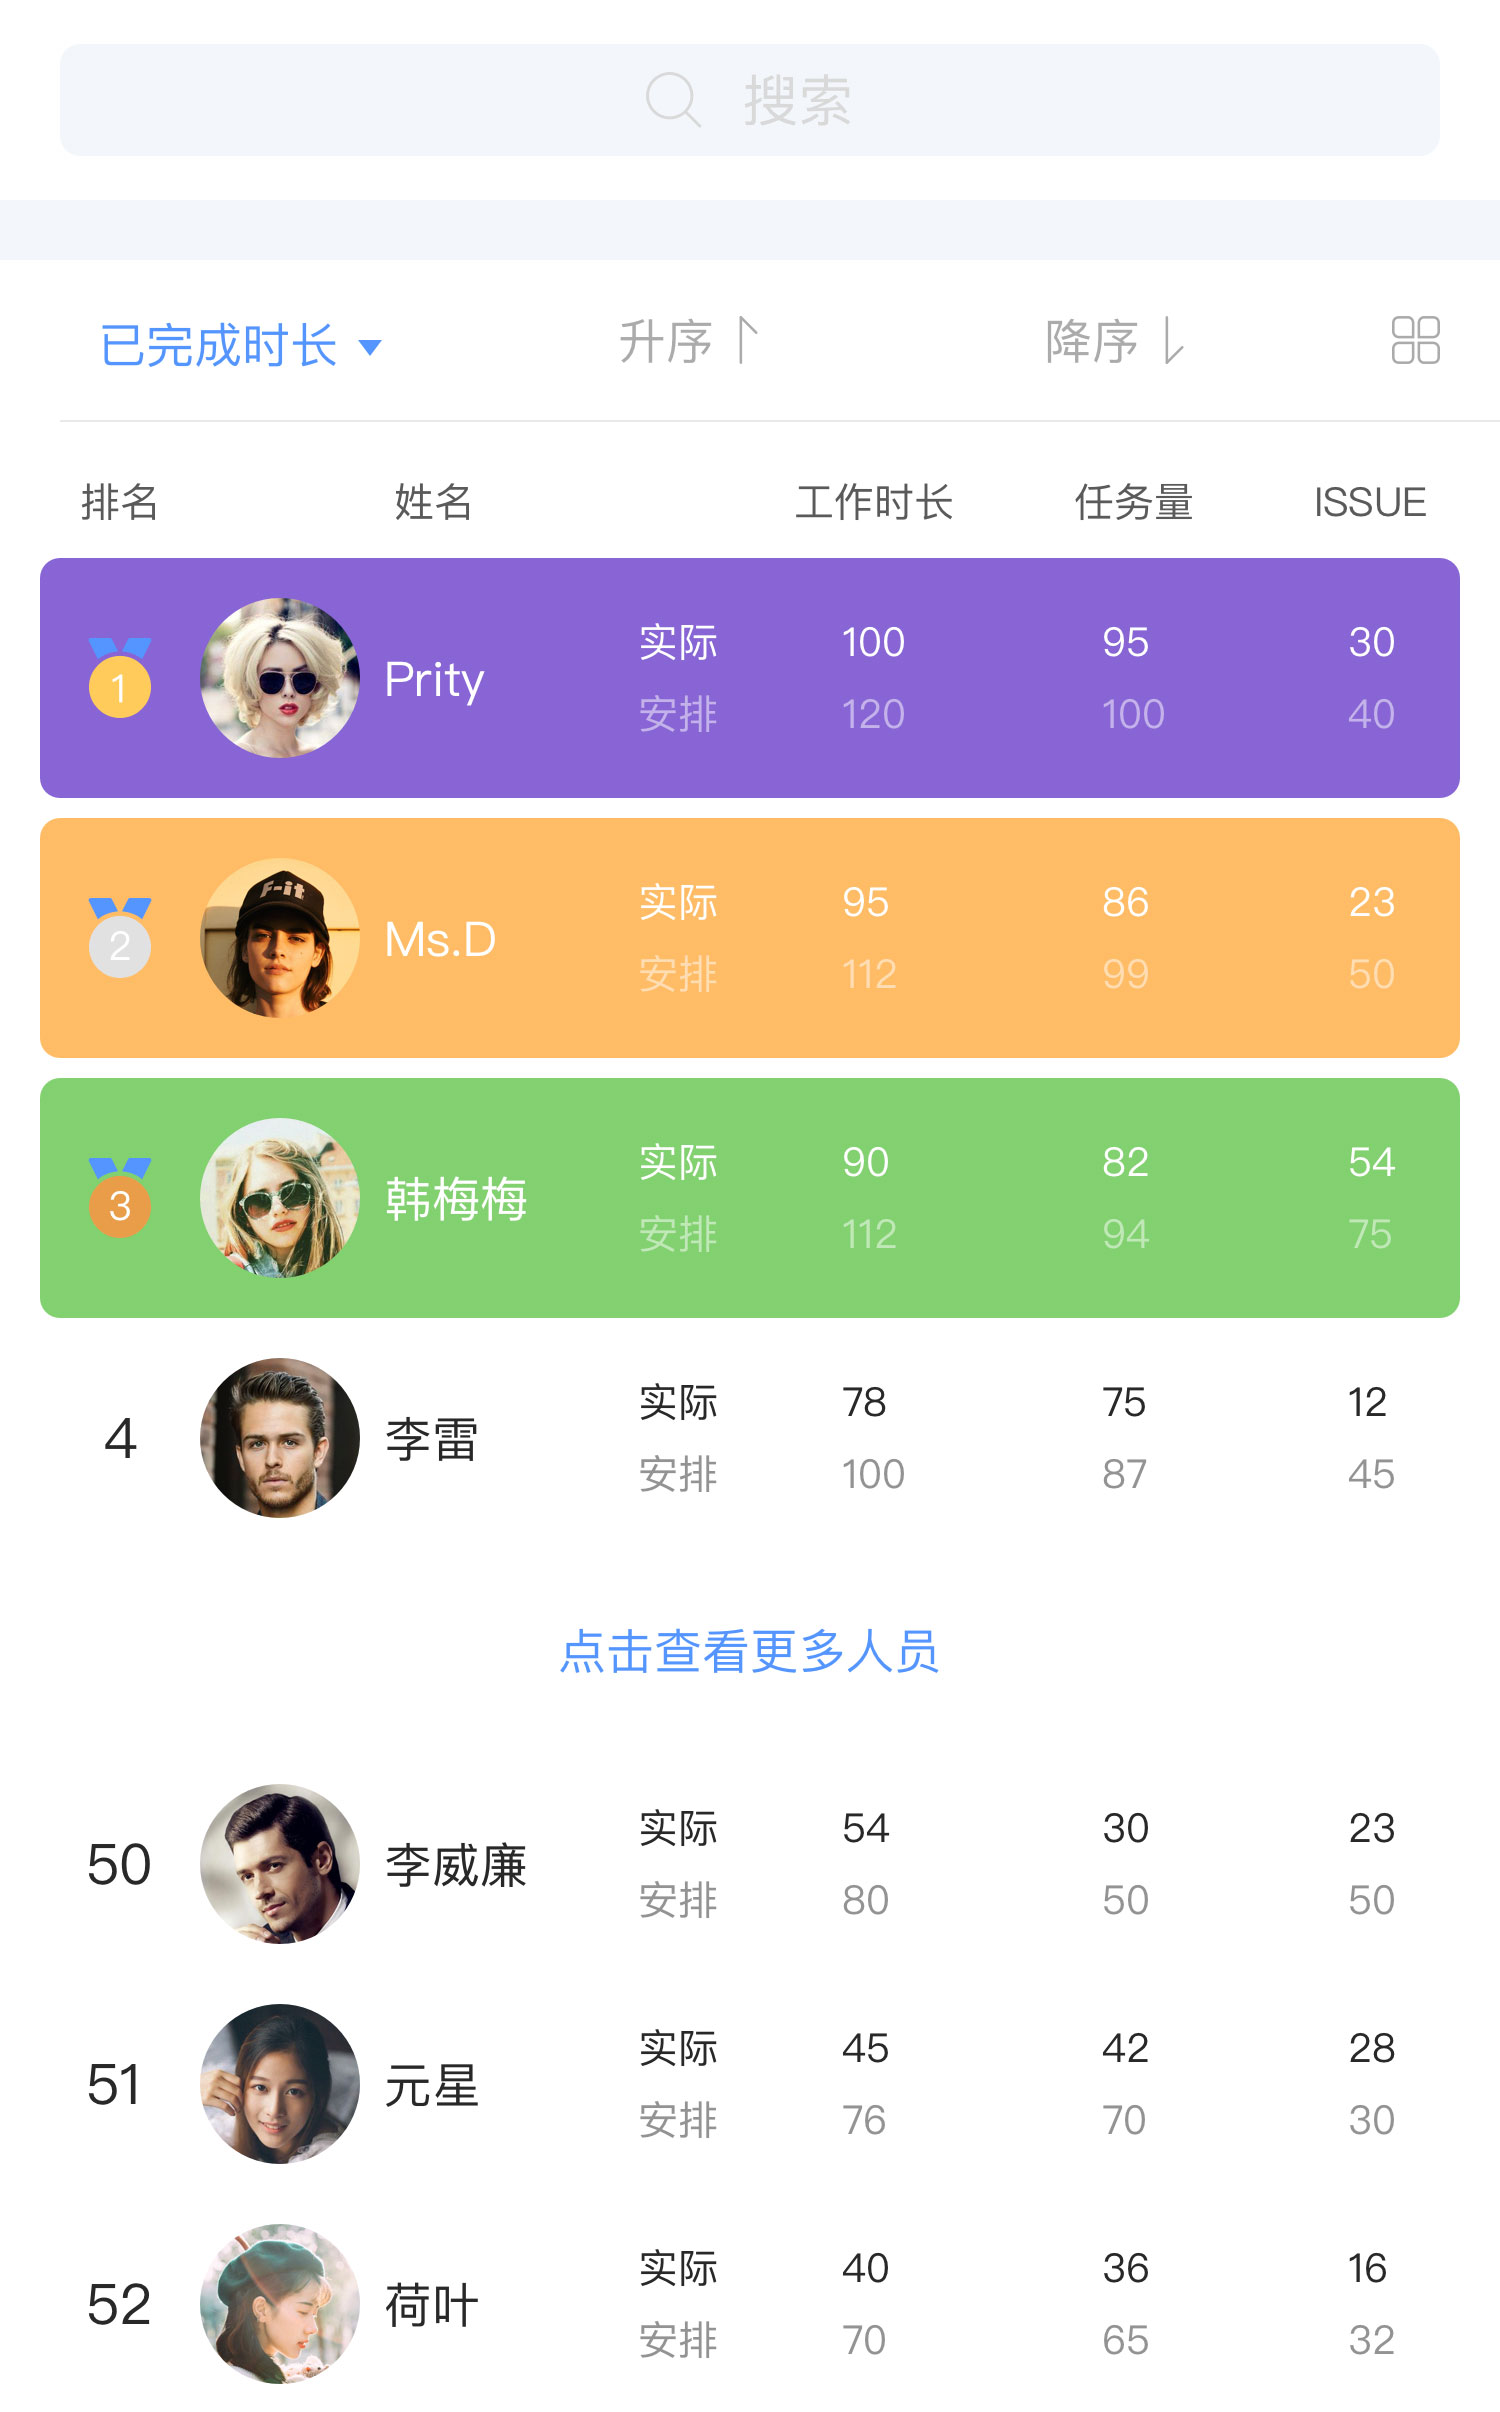 搜索
已完成时长 升序 降序
排名 姓名 工作时长 任务量 ISSUE
实际 100 95 30
1 Prity
安排 120 100 40
F-it
实际 95 86 23
2 Ms.D
安排 112 99 50
实际 90 82 54
3 韩梅梅
安排 112 94 75
实际 78 75 12
4 李雷
安排 100 87 45
点击查看更多人员
实际 54 30 23
50 李威廉
安排 80 50 50
实际 45 42 28
51 元星
安排 76 70 30
实际 40 36 16
52 荷叶
安排 70 65 32